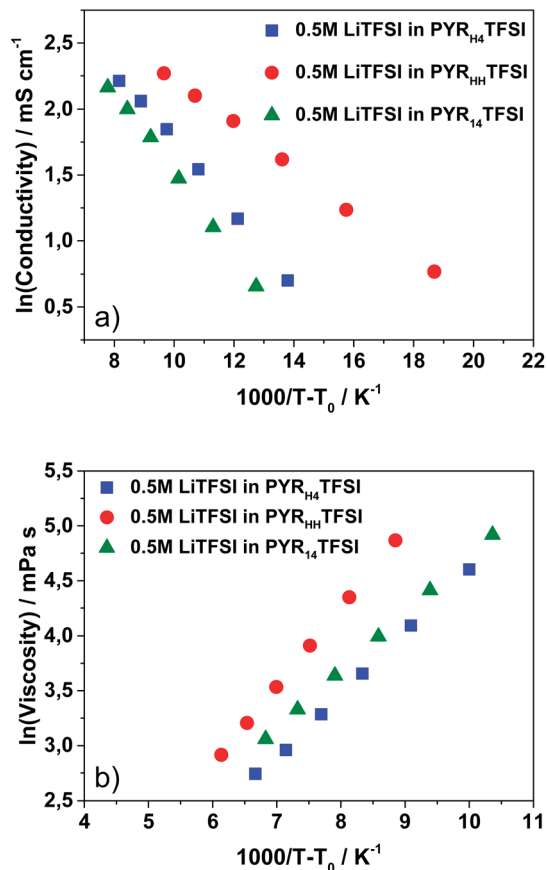 0.5M LiTFSI in PYRH4TFSI
0.5M LiTFSI in PYRHHTFSI
0.5M LiTFSI in PYR14TFSI
2,5
2,0
1,5
1,0
0,5
ln(Conductivity) / mS cm-1
a)
8 10 12 14 16 18 20 22
1000/T-T0 / K-1
5,5
5,0
4,5
4,0
3,5
3,0
2,5
ln(Viscosity) / mPa s
0.5M LiTFSI in PYRH4TFSI
0.5M LiTFSI in PYRHHTFSI
0.5M LiTFSI in PYR14TFSI
b)
4 5 6 7 8 9 10 11
1000/T-T0 / K-1